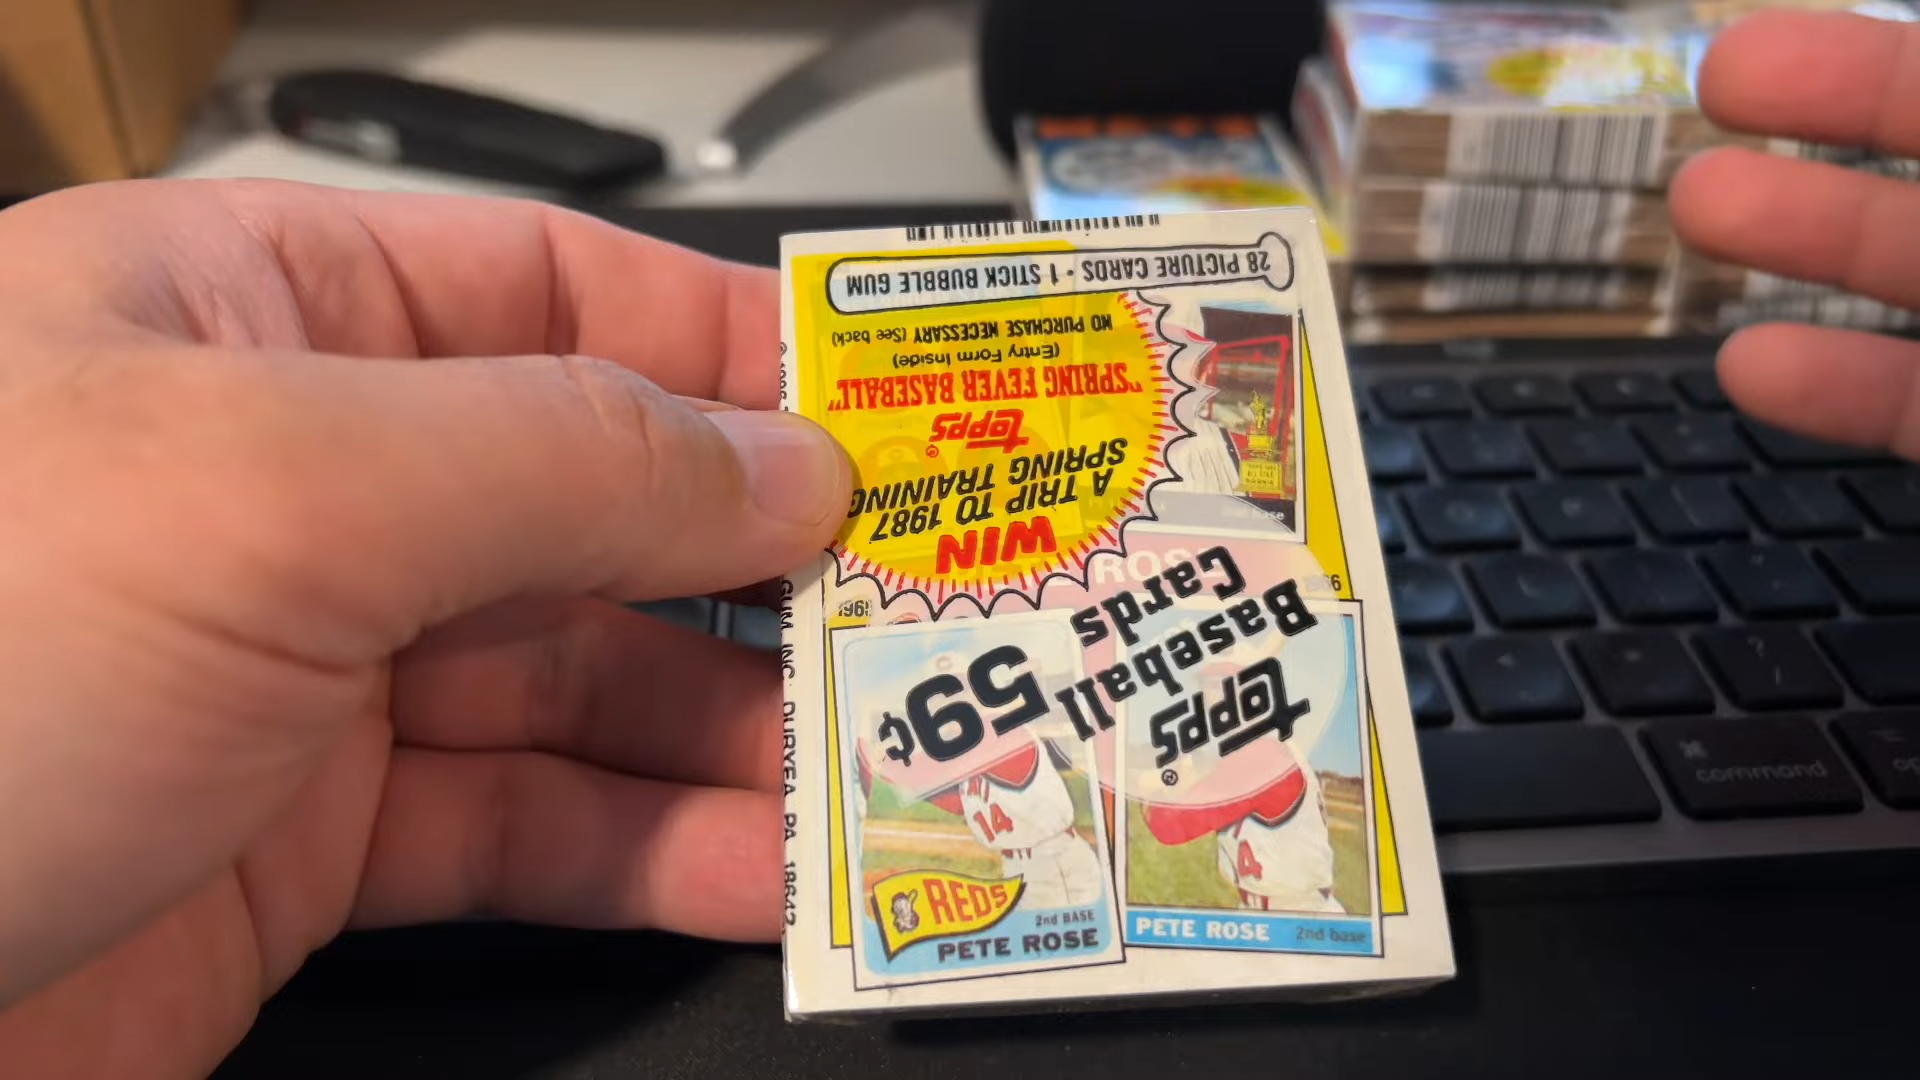 28 PICTURE CARDS • 1 STICK BUBBLE GUM
NO PURCHASE NECESSARY (See back)
(Entry Form Inside)
"SPRING FEVER BASEBALL"
Topps®
SPRING TRAINING
A TRIP TO 1987
WIN
Topps®
Baseball
Cards
59¢
REDS
2nd BASE
PETE ROSE
14
4
PETE ROSE 2nd base
GUM, INC. DURYEA, PA 18642
command